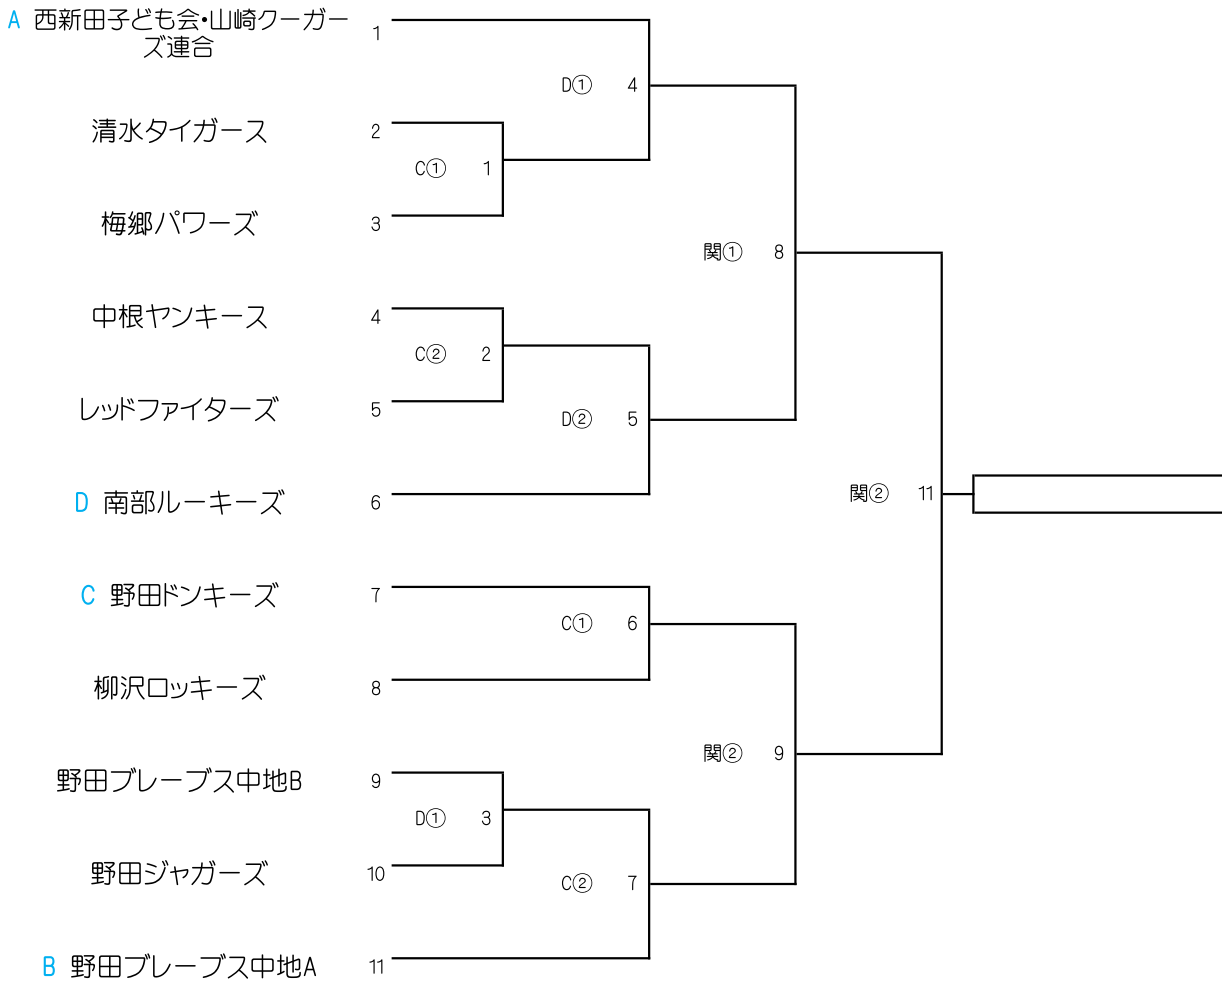 A 西新田子ども会・山崎クーガー
ズ連合
1
D① 4
清水タイガース
2
C① 1
梅郷パワーズ
3
関① 8
中根ヤンキース
4
C② 2
レッドファイターズ
5
D② 5
D 南部ルーキーズ
6
関② 11
C 野田ドンキーズ
7
C① 6
柳沢ロッキーズ
8
関② 9
野田ブレーブス中地B
9
D① 3
野田ジャガーズ
10
C② 7
B 野田ブレーブス中地A
11